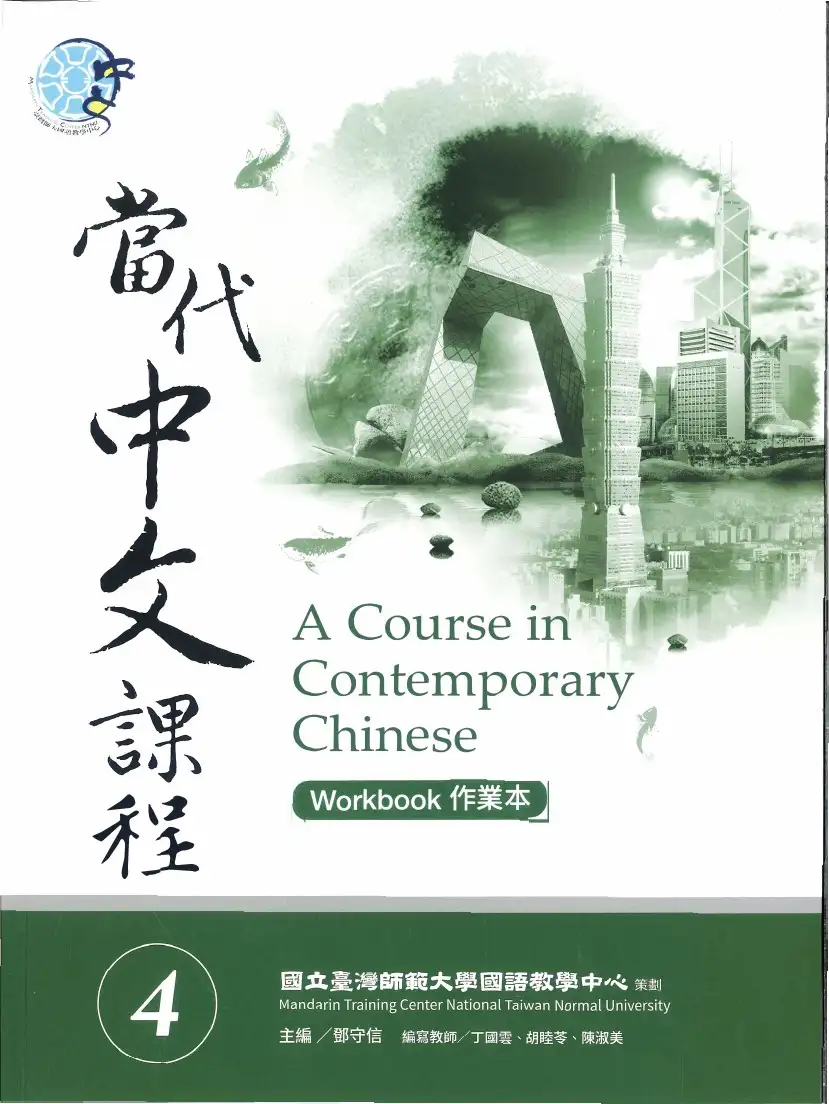 當代中文課程
A Course in
Contemporary
Chinese
Workbook 作業本
4
國立臺灣師範大學國語教學中心 策劃
Mandarin Training Center National Taiwan Normal University
主編／鄧守信 編寫教師／丁國雲、胡睦苓、陳淑美